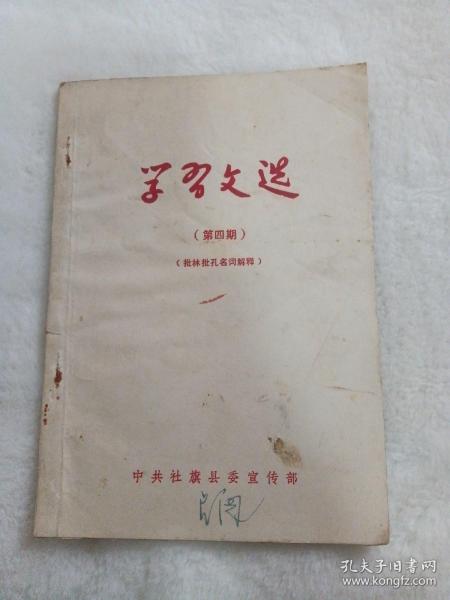 学习文选
(第四期)
(批林批孔名词解释)
中共社旗县委宣传部
孔夫子旧书网
www.kongfz.com